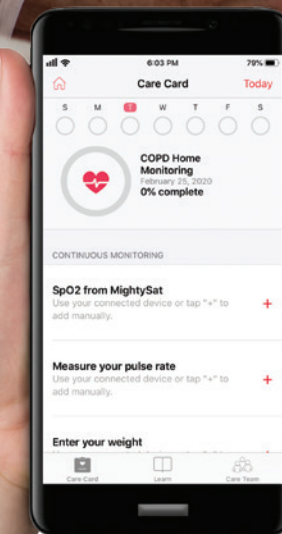 6:03 PM 79%
Care Card Today
S M T W T F S
COPD Home
Monitoring
February 25, 2020
0% complete
CONTINUOUS MONITORING
SpO2 from MightySat
Use your connected device or tap "+" to
add manually.
+
Measure your pulse rate
Use your connected device or tap "+" to
add manually.
+
Enter your weight
Care Card Learn Care Team